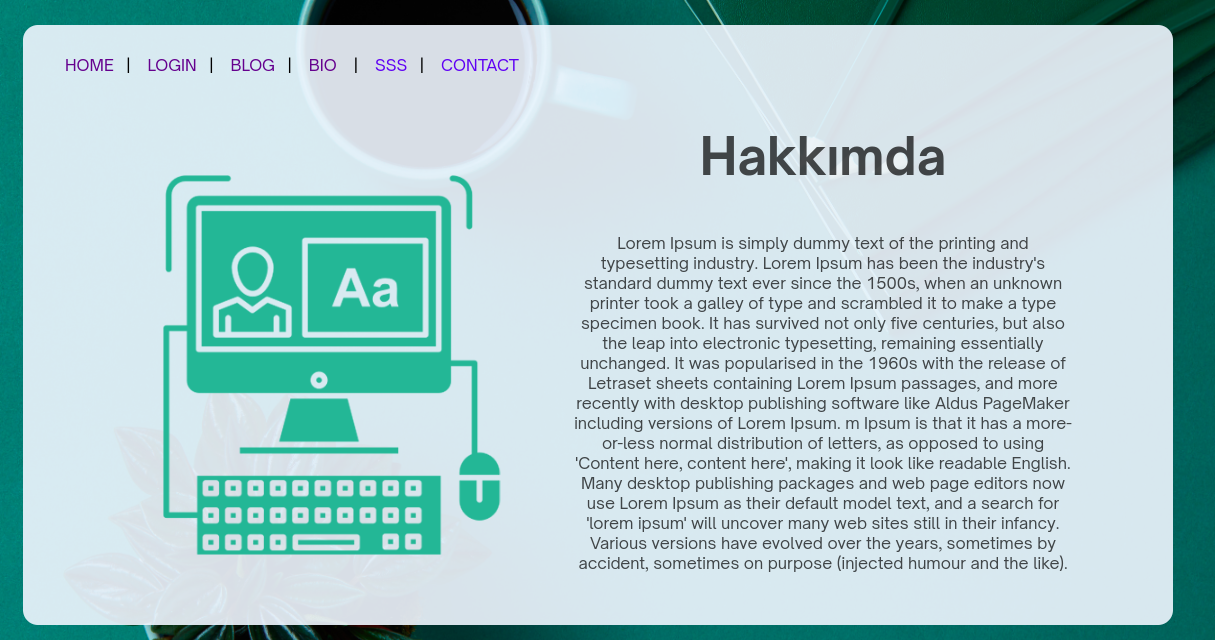 HOME | LOGIN | BLOG | BIO | SSS | CONTACT
Hakkımda
Aa
Lorem Ipsum is simply dummy text of the printing and
typesetting industry. Lorem Ipsum has been the industry's
standard dummy text ever since the 1500s, when an unknown
printer took a galley of type and scrambled it to make a type
specimen book. It has survived not only five centuries, but also
the leap into electronic typesetting, remaining essentially
unchanged. It was popularised in the 1960s with the release of
Letraset sheets containing Lorem Ipsum passages, and more
recently with desktop publishing software like Aldus PageMaker
including versions of Lorem Ipsum. m Ipsum is that it has a more-
or-less normal distribution of letters, as opposed to using
'Content here, content here', making it look like readable English.
Many desktop publishing packages and web page editors now
use Lorem Ipsum as their default model text, and a search for
'lorem ipsum' will uncover many web sites still in their infancy.
Various versions have evolved over the years, sometimes by
accident, sometimes on purpose (injected humour and the like).